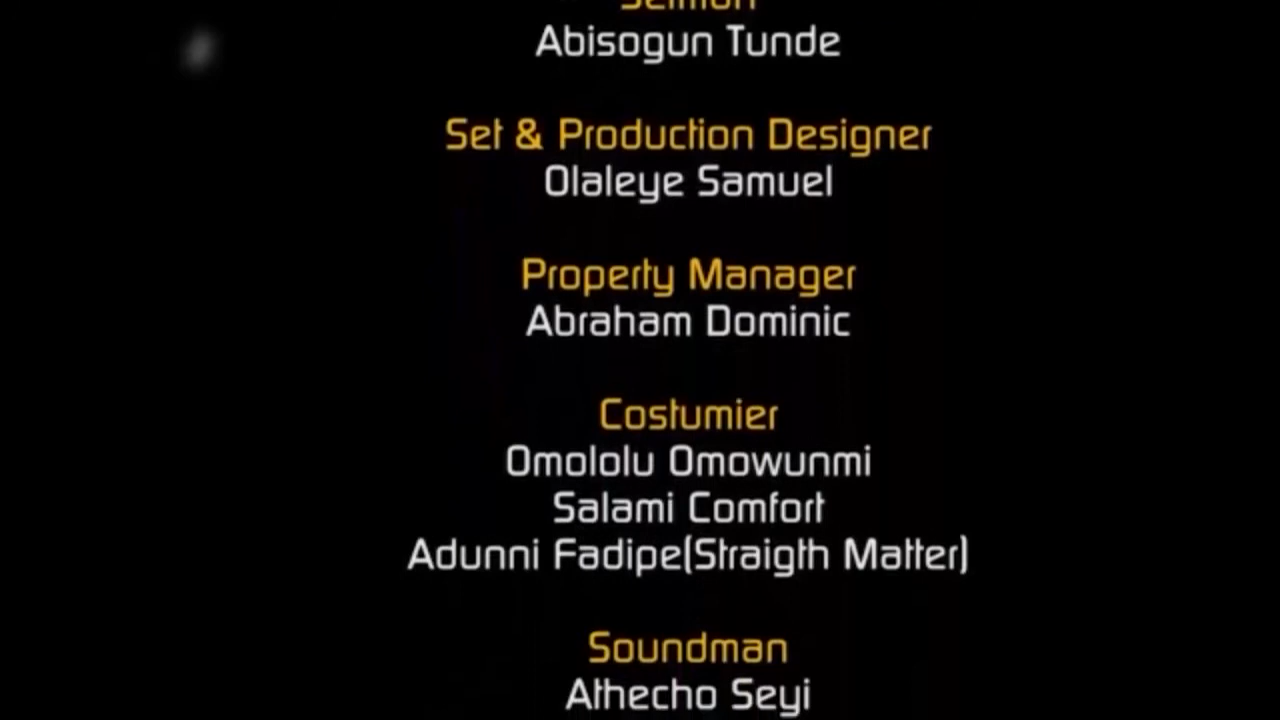 Abisogun Tunde
Set & Production Designer
Olaleye Samuel
Property Manager
Abraham Dominic
Costumier
Omololu Omowunmi
Salami Comfort
Adunni Fadipe(Straigth Matter)
Soundman
Athecho Seyi